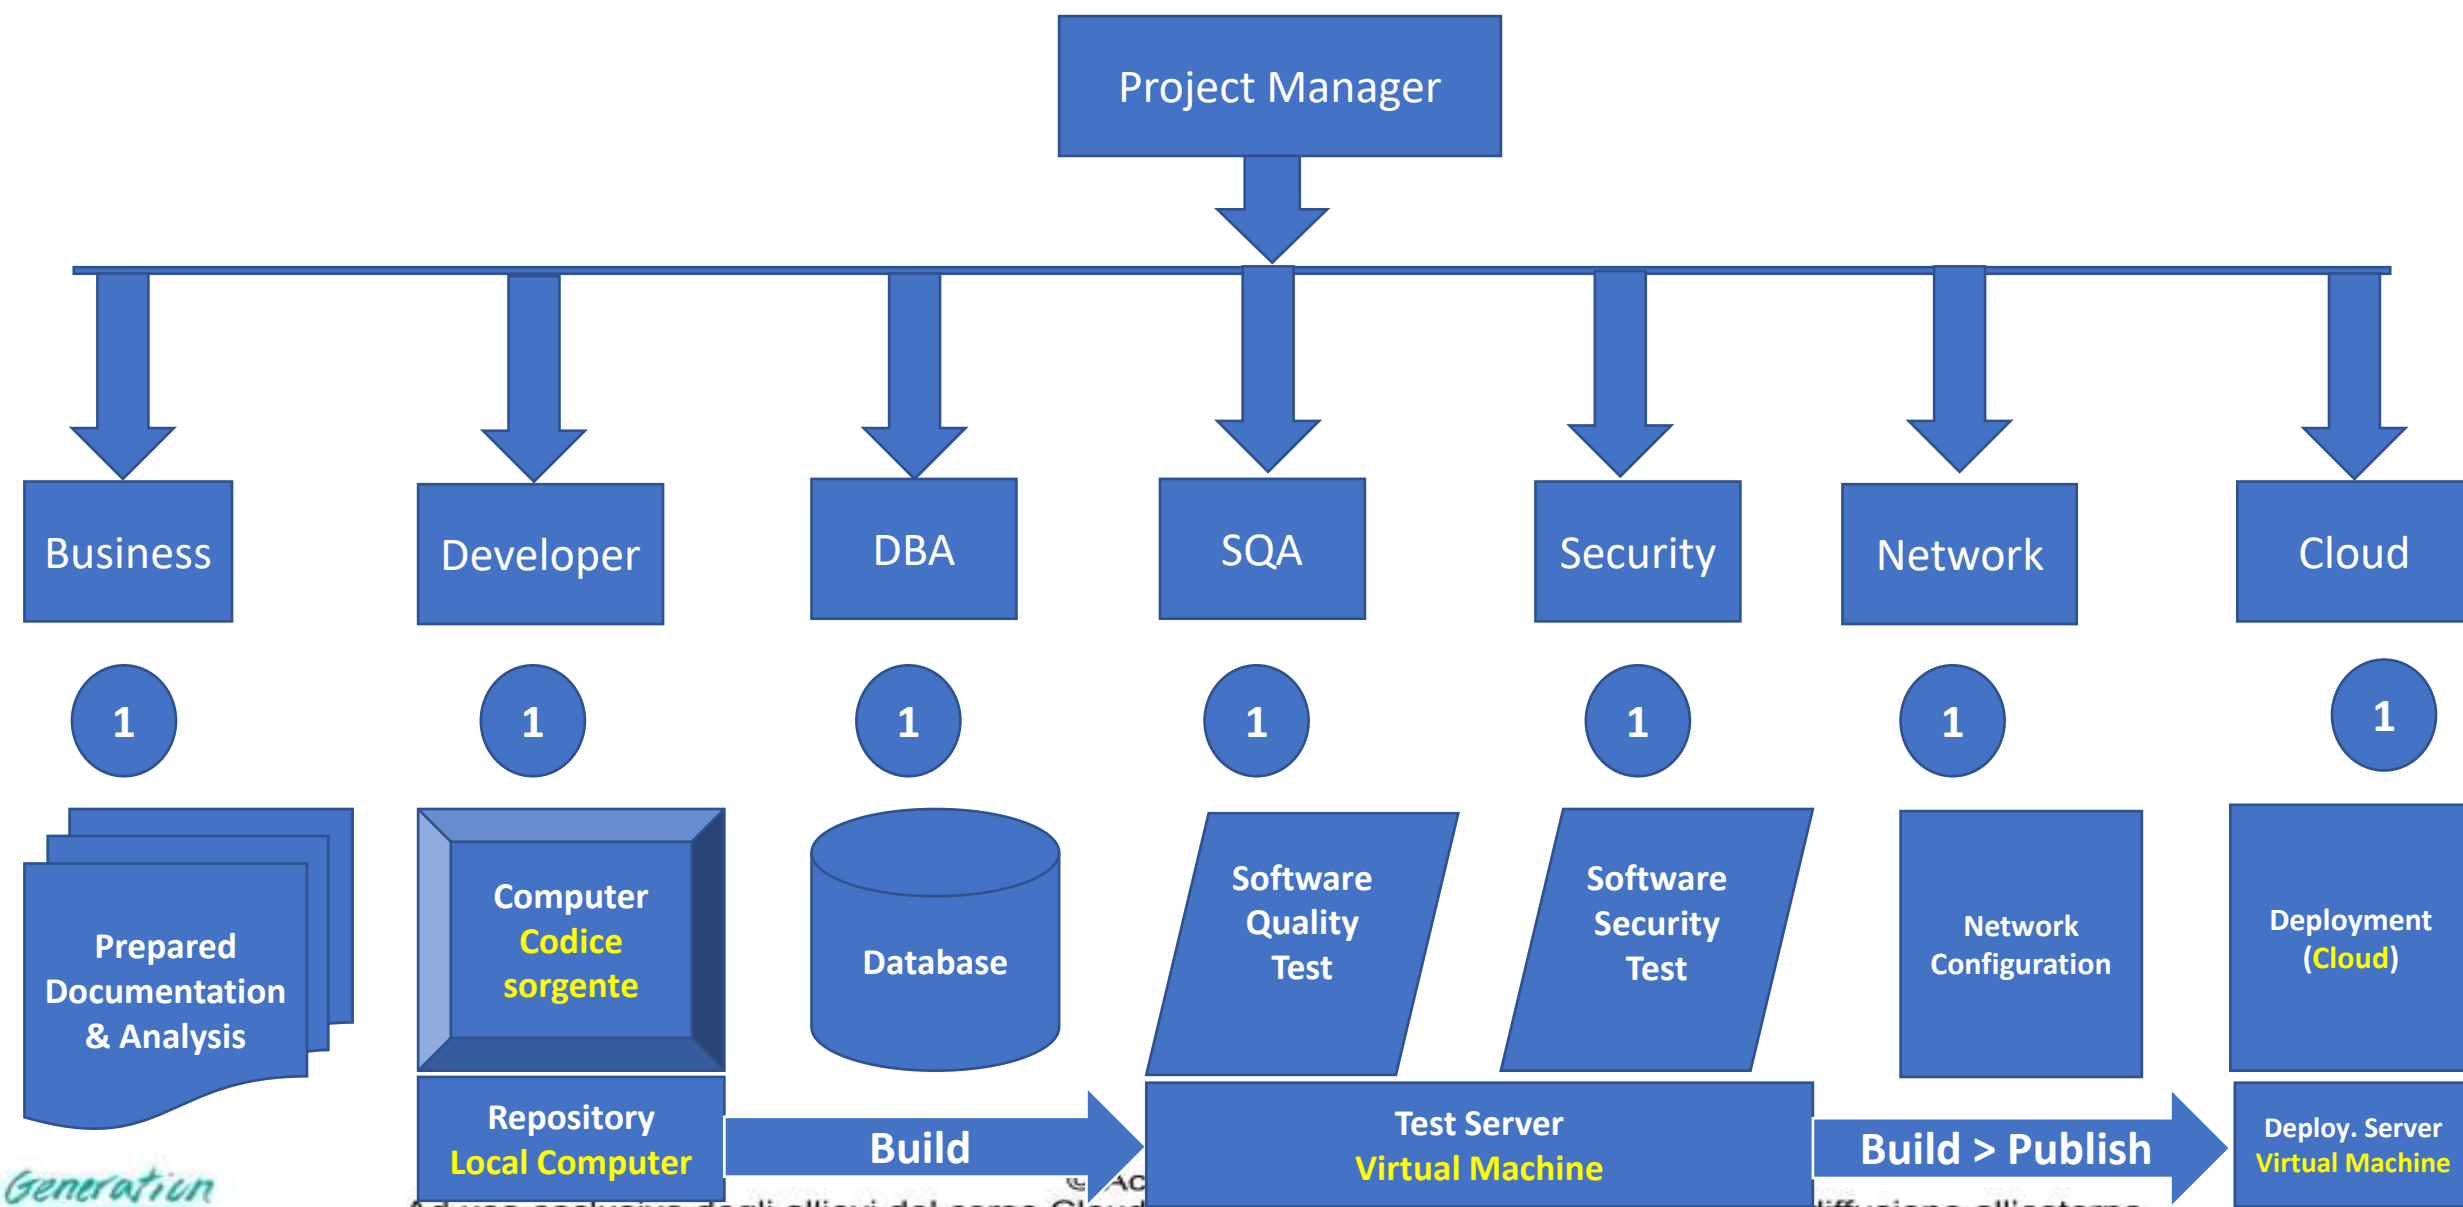 Project Manager
Business
Developer
DBA
SQA
Security
Network
Cloud
1
1
1
1
1
1
1
Prepared
Documentation
& Analysis
Computer
Codice
sorgente
Database
Software
Quality
Test
Software
Security
Test
Network
Configuration
Deployment
(Cloud)
Repository
Local Computer
Build
Test Server
Virtual Machine
Build > Publish
Deploy. Server
Virtual Machine
Generation
©